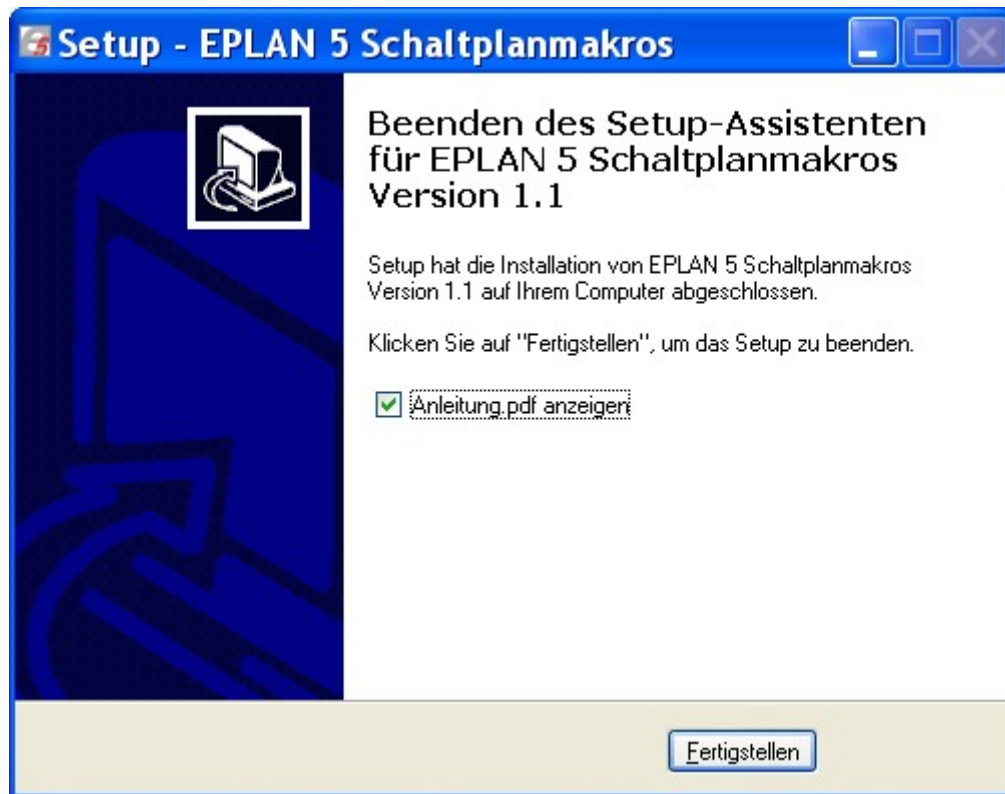 Setup - EPLAN 5 Schaltplanmakros
Beenden des Setup-Assistenten
für EPLAN 5 Schaltplanmakros
Version 1.1
Setup hat die Installation von EPLAN 5 Schaltplanmakros
Version 1.1 auf Ihrem Computer abgeschlossen.
Klicken Sie auf "Fertigstellen", um das Setup zu beenden.
Anleitung.pdf anzeigen
Fertigstellen